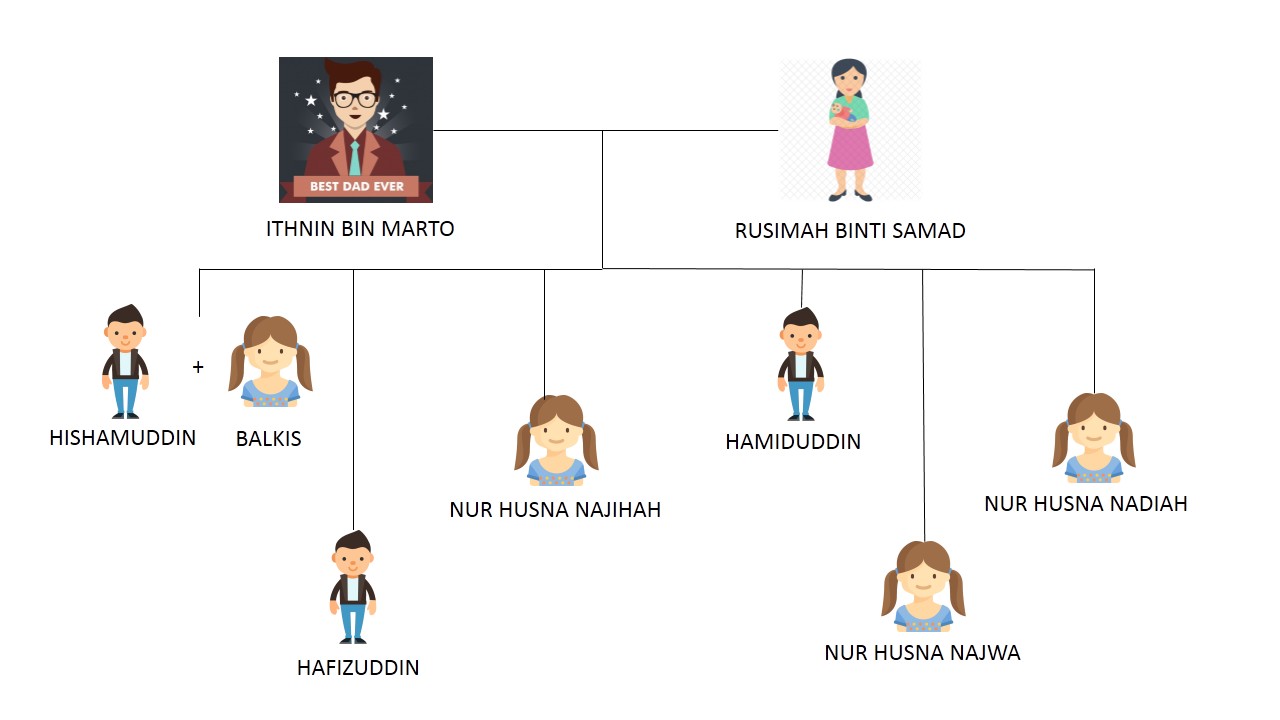 BEST DAD EVER
ITHNIN BIN MARTO
RUSIMAH BINTI SAMAD
+
HISHAMUDDIN
BALKIS
HAMIDUDDIN
NUR HUSNA NAJIHAH
NUR HUSNA NADIAH
HAFIZUDDIN
NUR HUSNA NAJWA